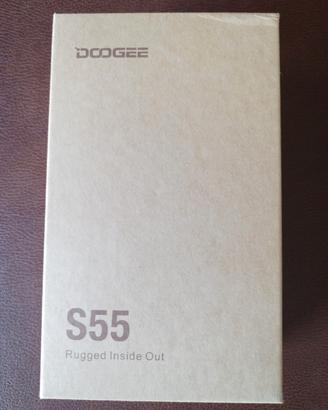 DOOGEE
S55
Rugged Inside Out